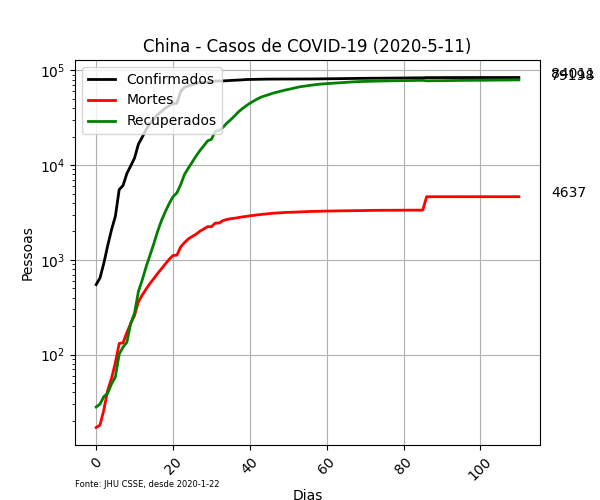 China - Casos de COVID-19 (2020-5-11)
Confirmados
Mortes
Recuperados
10⁵
10⁴
10³
10²
4637
Pessoas
0 20 40 60 80 100
Dias
Fonte: JHU CSSE, desde 2020-1-22